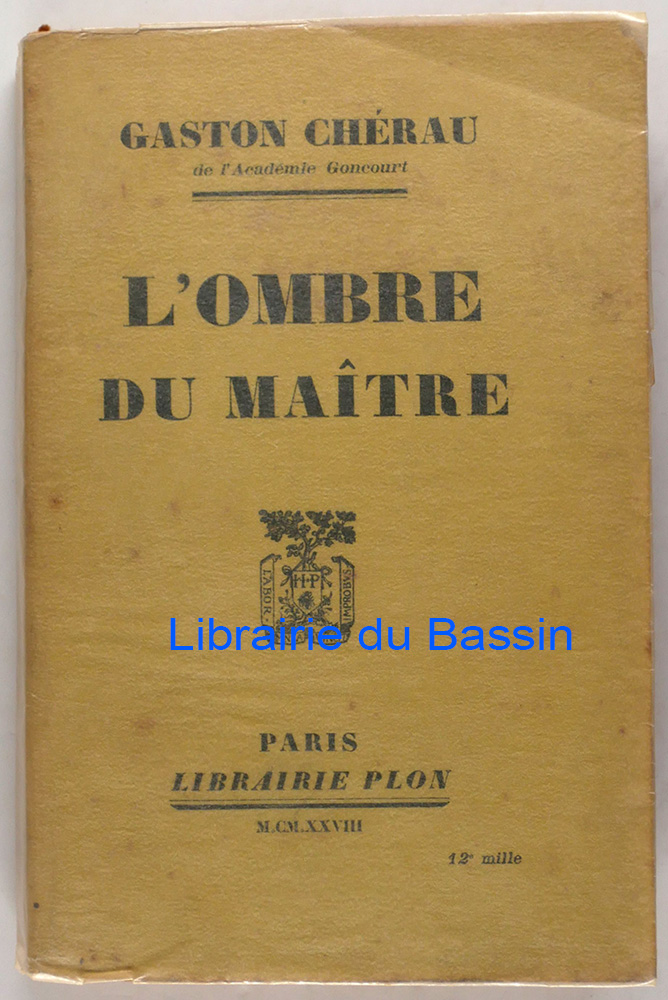 GASTON CHÉRAU
de l'Académie Goncourt
L'OMBRE
DU MAÎTRE
H P
LABOR
IMPROBVS
Librairie du Bassin
PARIS
LIBRAIRIE PLON
M.CM.XXVIII
12e mille